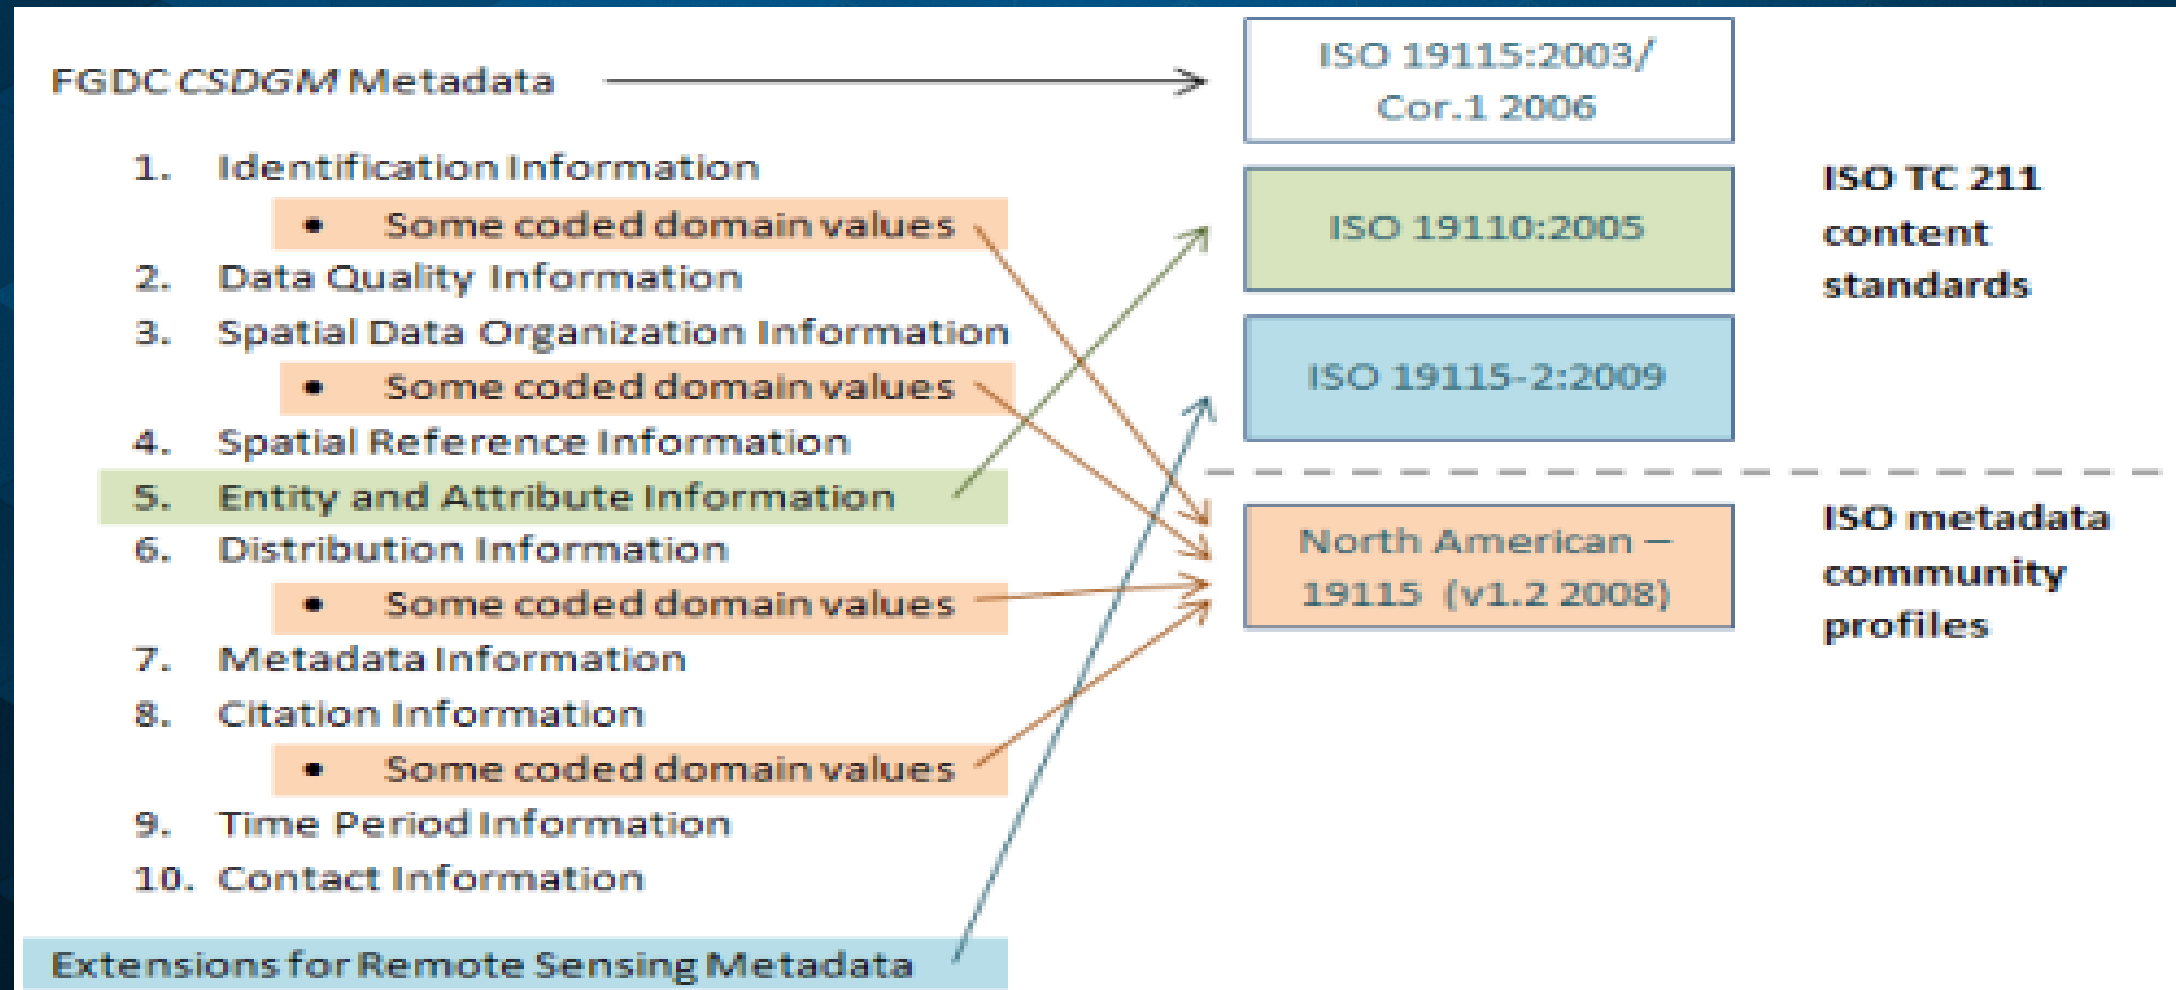 FGDC CSDGM Metadata
1. Identification Information
• Some coded domain values
2. Data Quality Information
3. Spatial Data Organization Information
• Some coded domain values
4. Spatial Reference Information
5. Entity and Attribute Information
6. Distribution Information
• Some coded domain values
7. Metadata Information
8. Citation Information
• Some coded domain values
9. Time Period Information
10. Contact Information
Extensions for Remote Sensing Metadata
ISO 19115:2003/
Cor.1 2006
ISO 19110:2005
ISO 19115-2:2009
North American –
19115 (v1.2 2008)
ISO TC 211
content
standards
ISO metadata
community
profiles